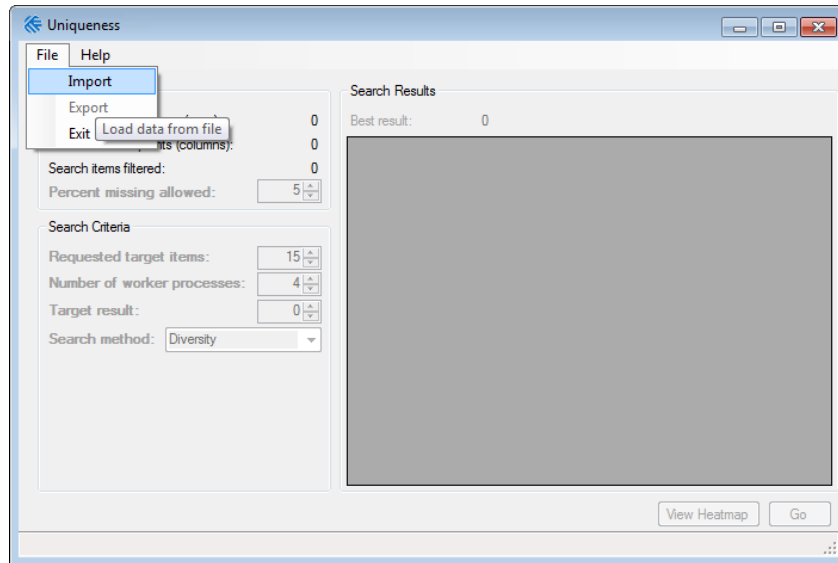 Uniqueness
File Help
Import
Export
Exit
Load data from file
0
(columns): 0
Search items filtered: 0
Percent missing allowed: 5
Search Criteria
Requested target items: 15
Number of worker processes: 4
Target result: 0
Search method: Diversity
Search Results
Best result: 0
View Heatmap Go